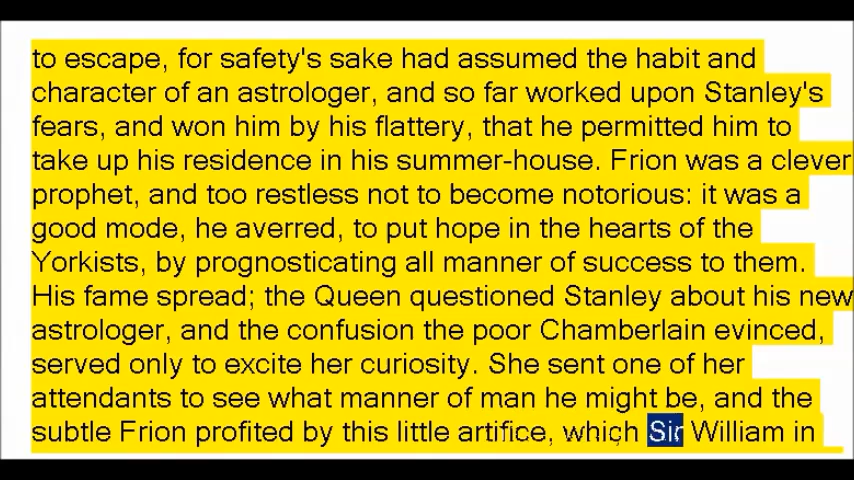 to escape, for safety's sake had assumed the habit and
character of an astrologer, and so far worked upon Stanley's
fears, and won him by his flattery, that he permitted him to
take up his residence in his summer-house. Frion was a clever
prophet, and too restless not to become notorious: it was a
good mode, he averred, to put hope in the hearts of the
Yorkists, by prognosticating all manner of success to them.
His fame spread; the Queen questioned Stanley about his new
astrologer, and the confusion the poor Chamberlain evinced,
served only to excite her curiosity. She sent one of her
attendants to see what manner of man he might be, and the
subtle Frion profited by this little artifice, which Sir William in